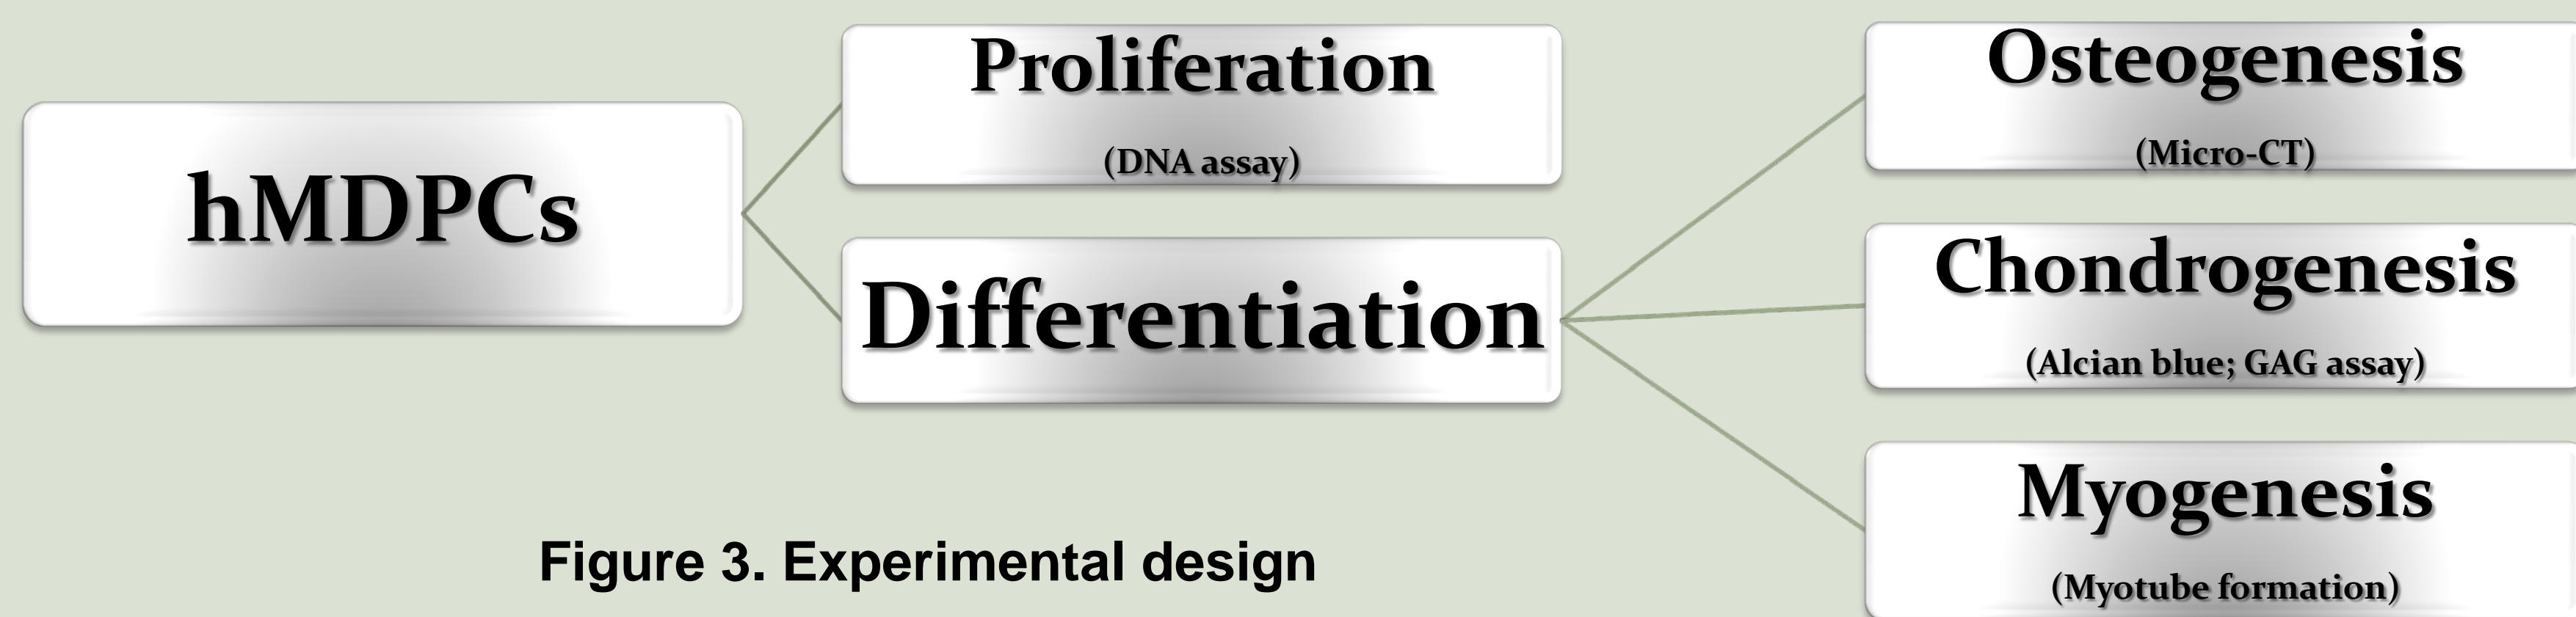 hMDPCs
Proliferation
(DNA assay)
Differentiation
Osteogenesis
(Micro-CT)
Chondrogenesis
(Alcian blue; GAG assay)
Myogenesis
(Myotube formation)
Figure 3. Experimental design